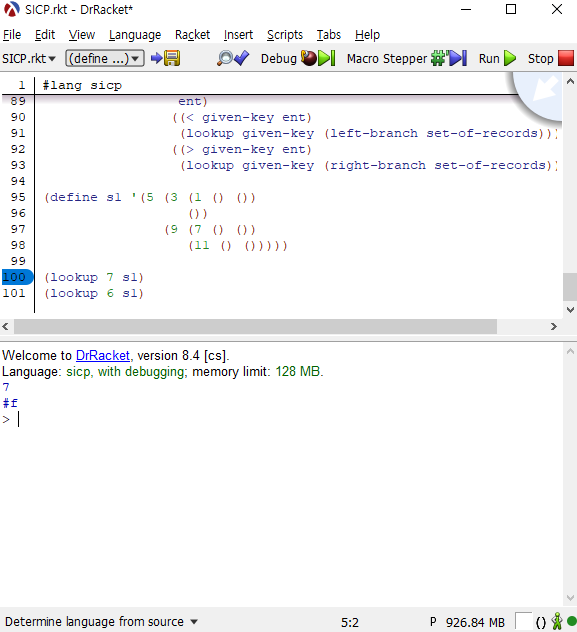 SICP.rkt - DrRacket*
File Edit View Language Racket Insert Scripts Tabs Help
SICP.rkt (define ...) Debug Macro Stepper Run Stop
1 #lang sicp
89 ent)
90 ((< given-key ent)
91 (lookup given-key (left-branch set-of-records)))
92 ((> given-key ent)
93 (lookup given-key (right-branch set-of-records))
94
95 (define s1 '(5 (3 (1 () ())
96 ())
97 (9 (7 () ())
98 (11 () ()))))
99
100 (lookup 7 s1)
101 (lookup 6 s1)
Welcome to DrRacket, version 8.4 [cs].
Language: sicp, with debugging; memory limit: 128 MB.
7
#f
>
Determine language from source 5:2 P 926.84 MB ()